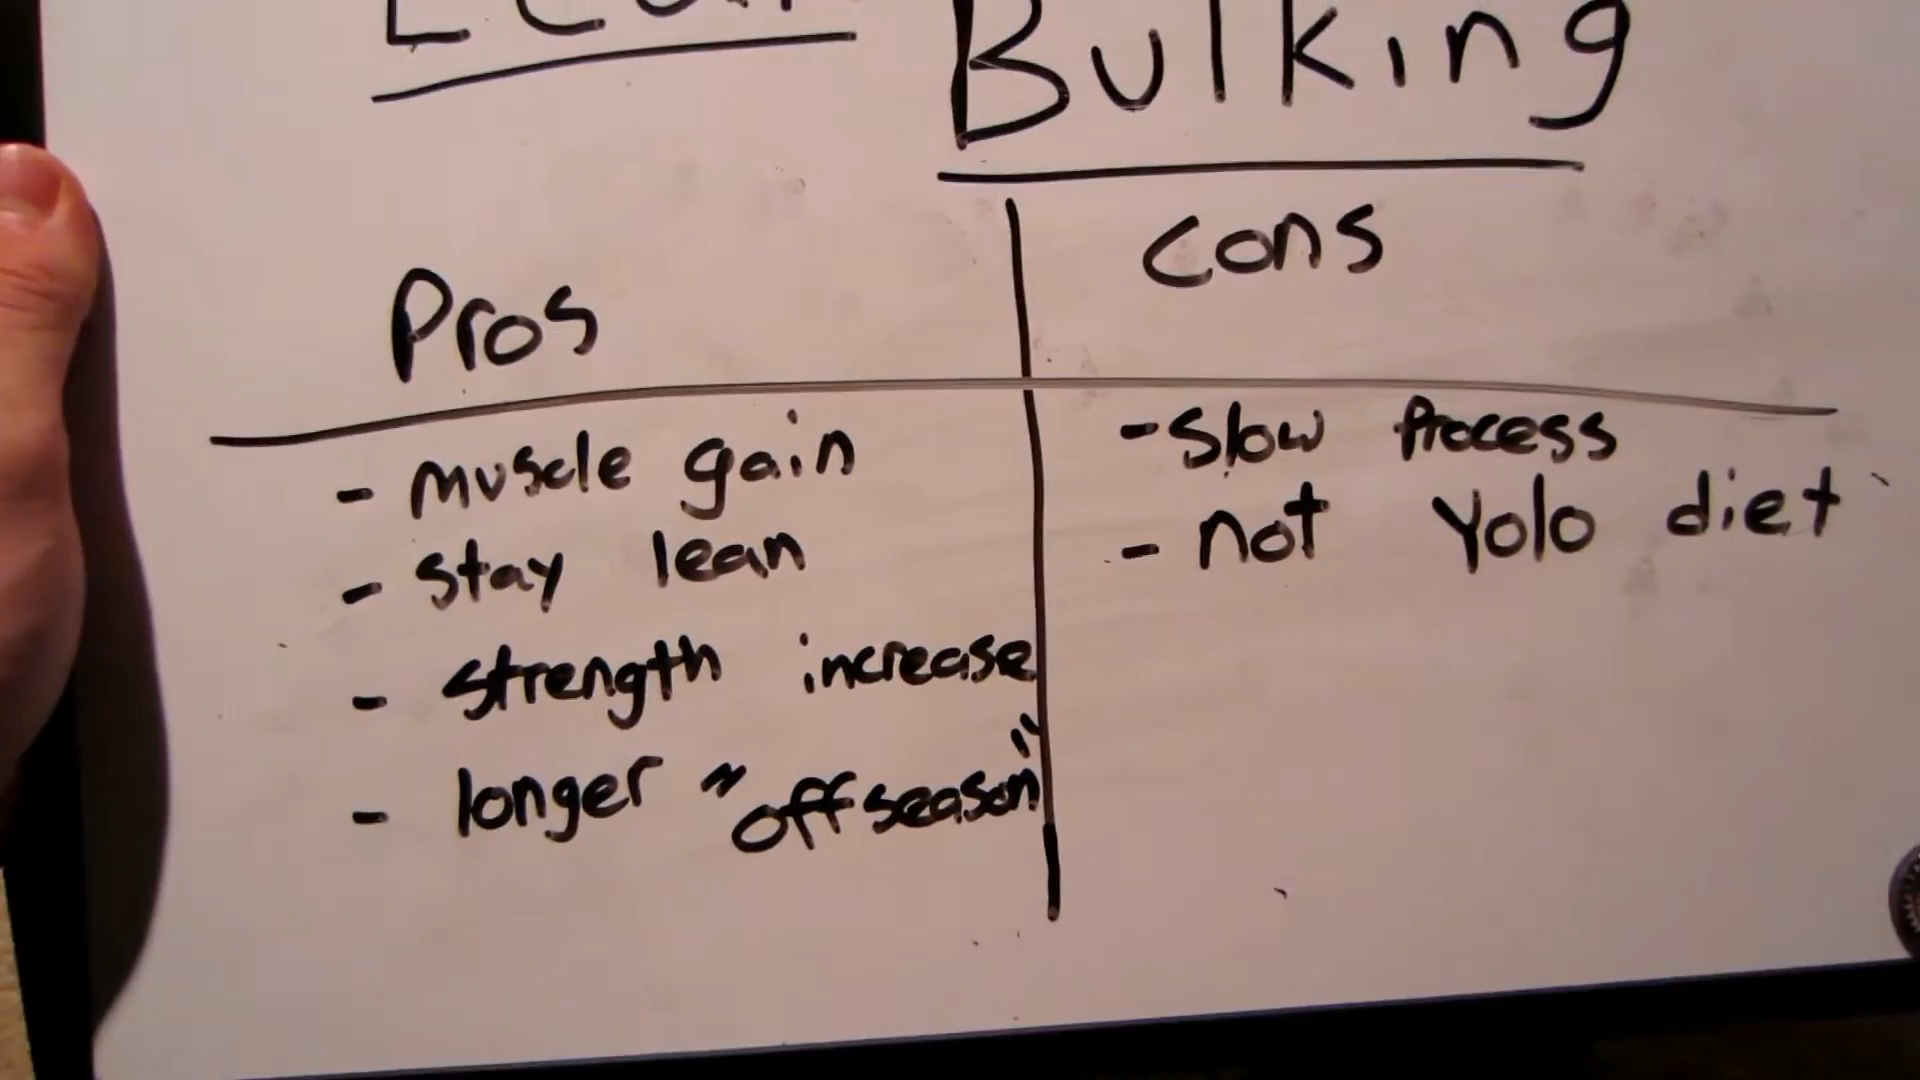 Bulking
Pros
Cons
- muscle gain
- stay lean
- strength increase
- longer "offseason"
- Slow Process
- not Yolo diet